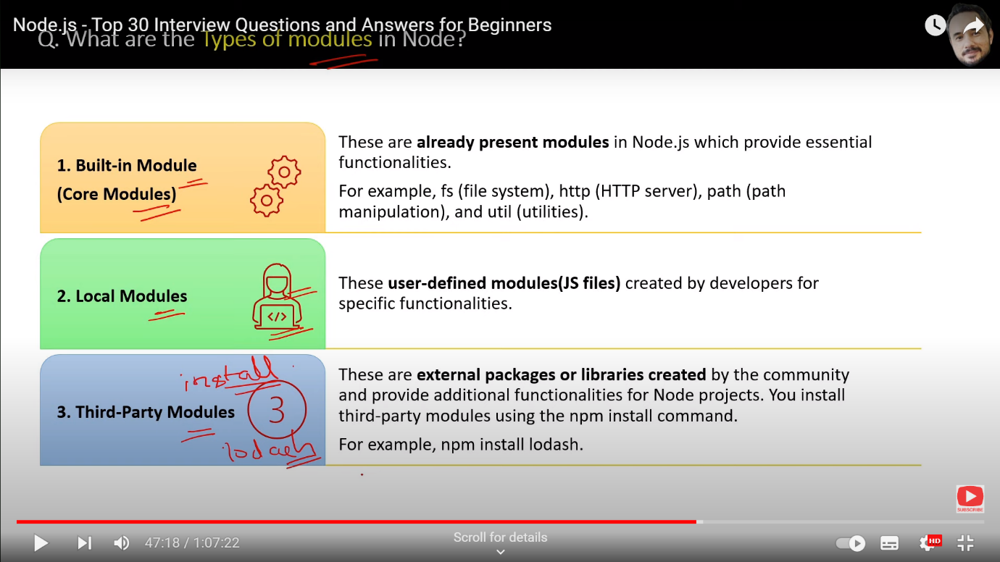 Node.js - Top 30 Interview Questions and Answers for Beginners
Q. What are the Types of modules in Node?
1. Built-in Module
(Core Modules)
These are already present modules in Node.js which provide essential
functionalities.
For example, fs (file system), http (HTTP server), path (path
manipulation), and util (utilities).
2. Local Modules
</>
These user-defined modules(JS files) created by developers for
specific functionalities.
install
3. Third-Party Modules
3
lodash
These are external packages or libraries created by the community
and provide additional functionalities for Node projects. You install
third-party modules using the npm install command.
For example, npm install lodash.
SUBSCRIBE
47:18 / 1:07:22
Scroll for details
HD